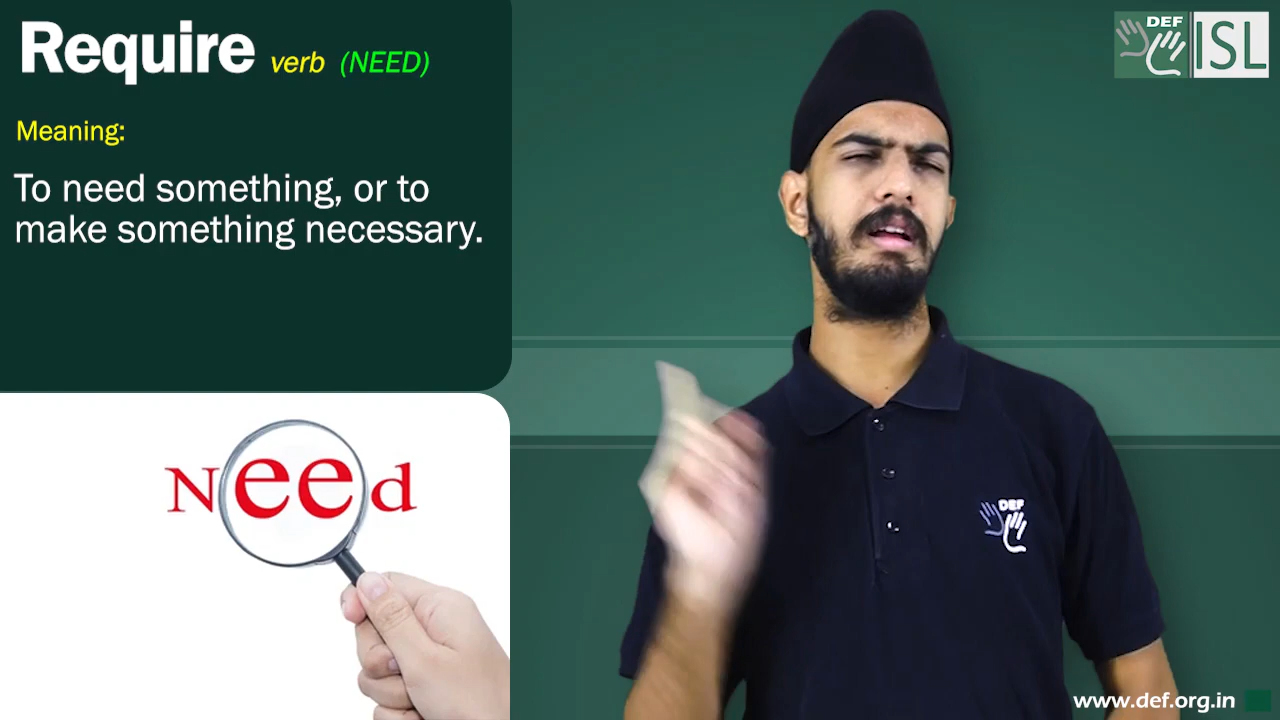 Require verb (NEED)
Meaning:
To need something, or to
make something necessary.
Need
DEF
ISL
DEF
www.def.org.in